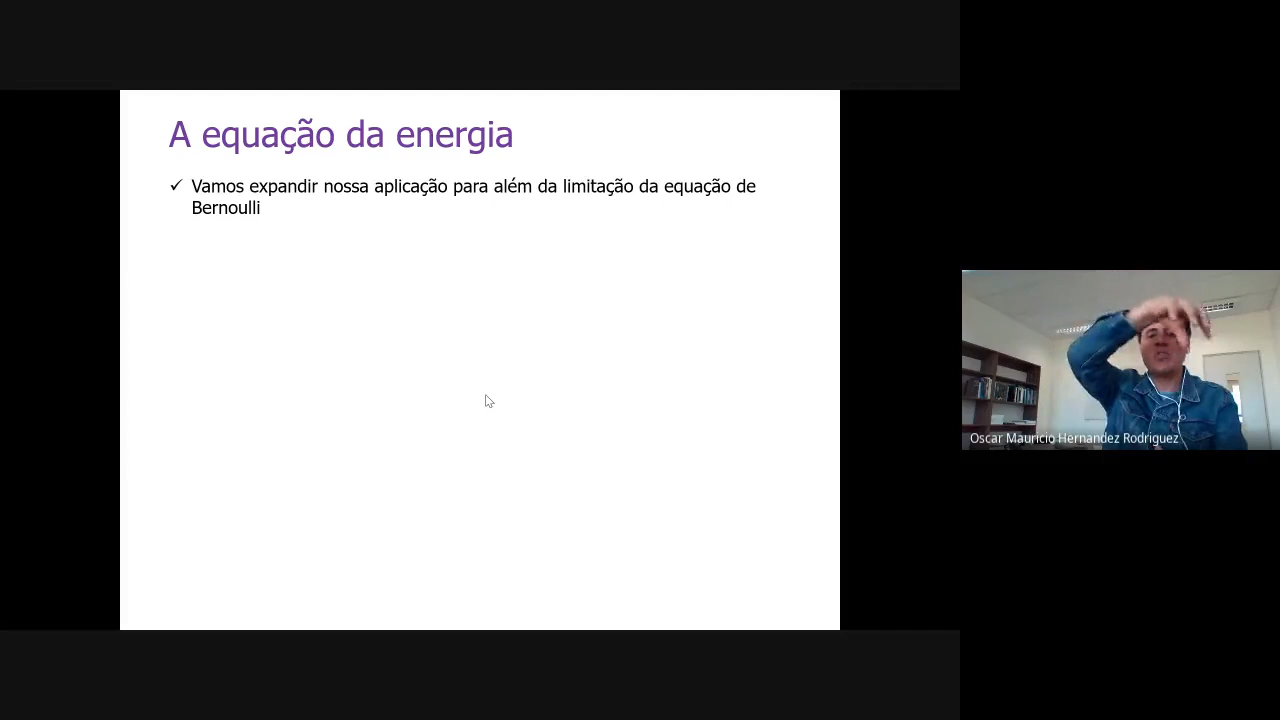 A equação da energia
✓ Vamos expandir nossa aplicação para além da limitação da equação de
Bernoulli
Oscar Mauricio Hernandez Rodriguez